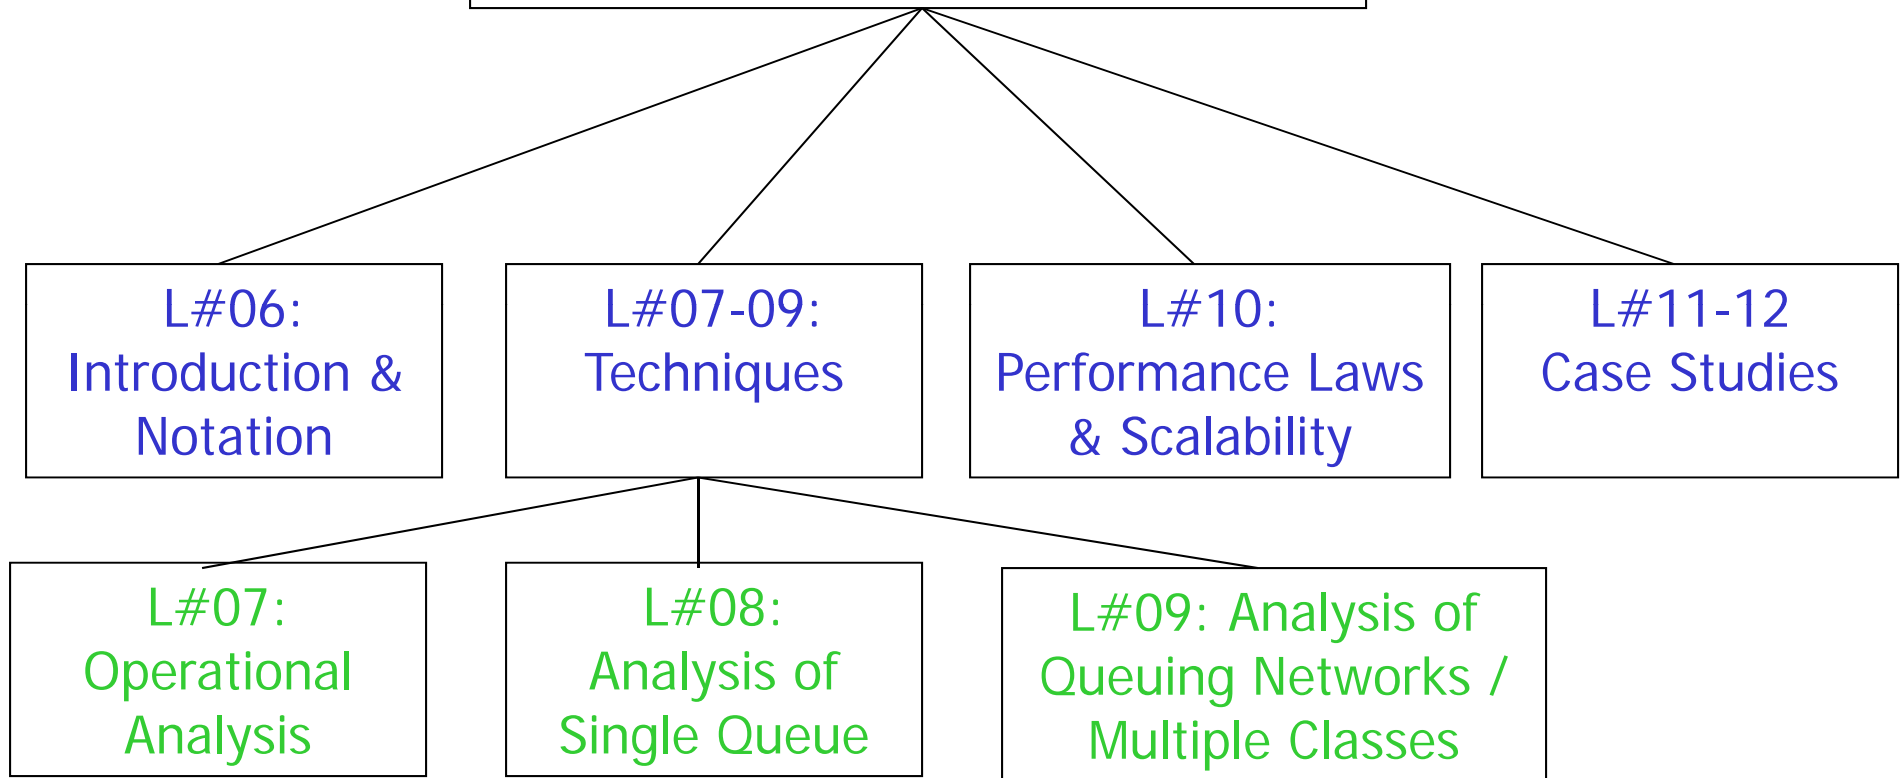 L#06:
Introduction &
Notation
L#07-09:
Techniques
L#10:
Performance Laws
& Scalability
L#11-12
Case Studies
L#07:
Operational
Analysis
L#08:
Analysis of
Single Queue
L#09: Analysis of
Queuing Networks /
Multiple Classes